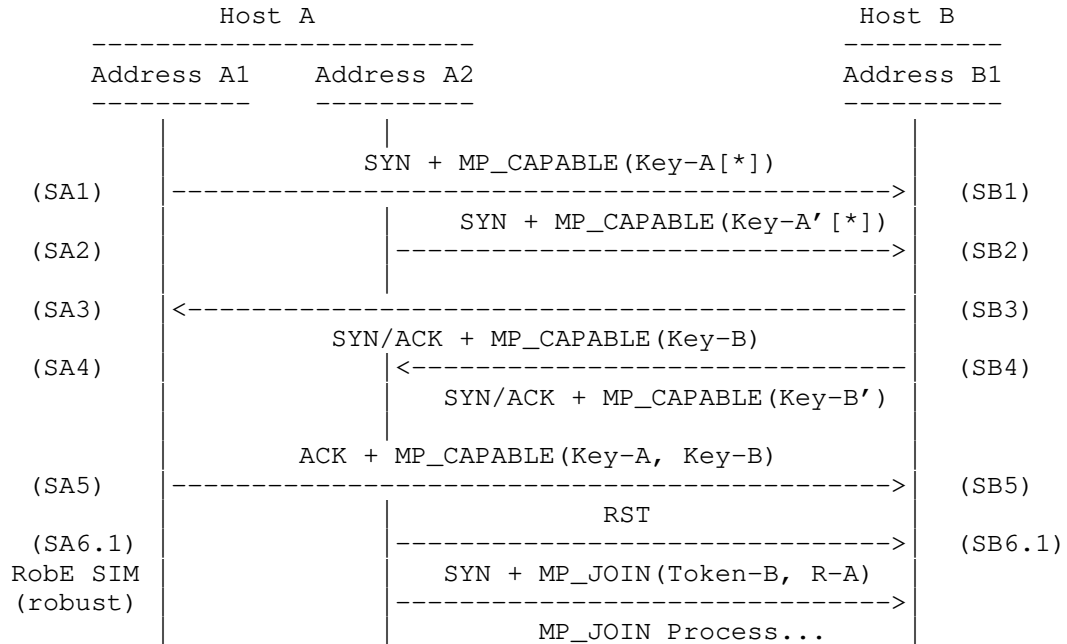 Host A Host B
Address A1 Address A2 Address B1
SYN + MP_CAPABLE(Key-A[*])
(SA1) (SB1)
SYN + MP_CAPABLE(Key-A'[*])
(SA2) (SB2)
(SA3) (SB3)
SYN/ACK + MP_CAPABLE(Key-B)
(SA4) (SB4)
SYN/ACK + MP_CAPABLE(Key-B')
ACK + MP_CAPABLE(Key-A, Key-B)
(SA5) (SB5)
RST
(SA6.1) (SB6.1)
RobE SIM SYN + MP_JOIN(Token-B, R-A)
(robust)
MP_JOIN Process...